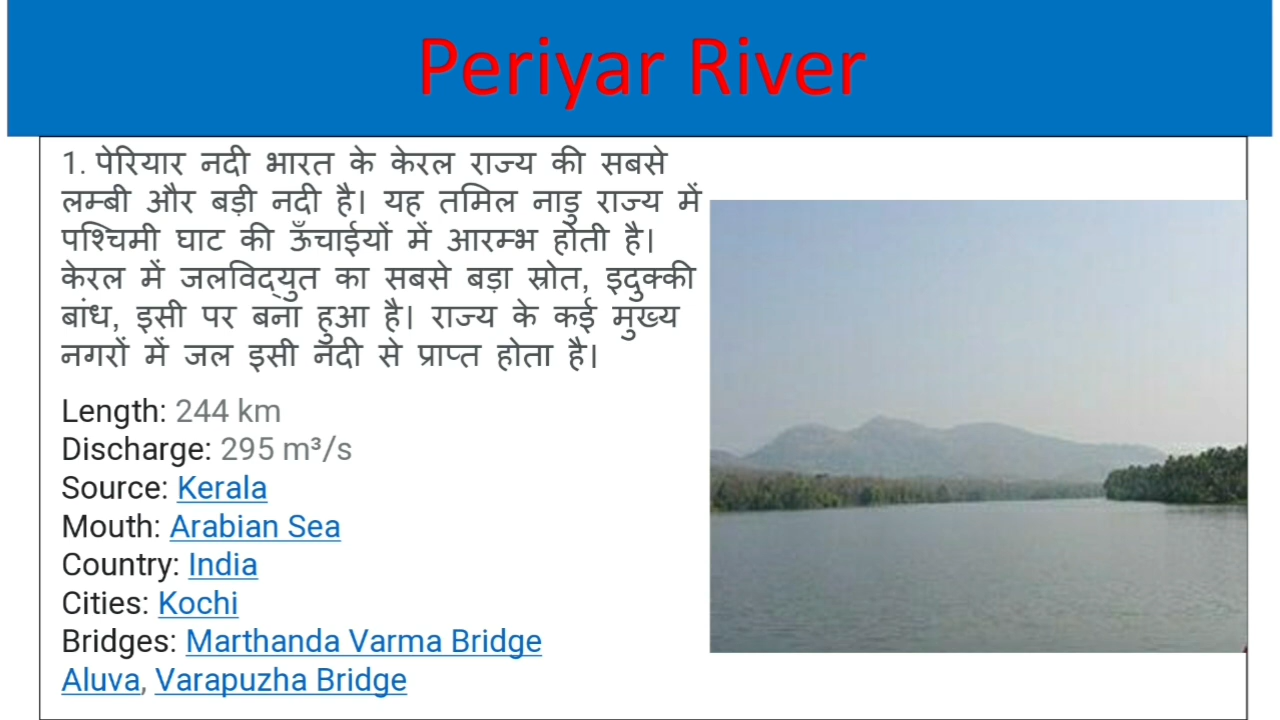 Periyar River
1. पेरियार नदी भारत के केरल राज्य की सबसे
लम्बी और बड़ी नदी है। यह तमिल नाडु राज्य में
पश्चिमी घाट की ऊँचाईयों में आरम्भ होती है।
केरल में जलविद्युत का सबसे बड़ा स्रोत, इदुक्की
बांध, इसी पर बना हुआ है। राज्य के कई मुख्य
नगरों में जल इसी नदी से प्राप्त होता है।
Length: 244 km
Discharge: 295 m³/s
Source: Kerala
Mouth: Arabian Sea
Country: India
Cities: Kochi
Bridges: Marthanda Varma Bridge
Aluva, Varapuzha Bridge